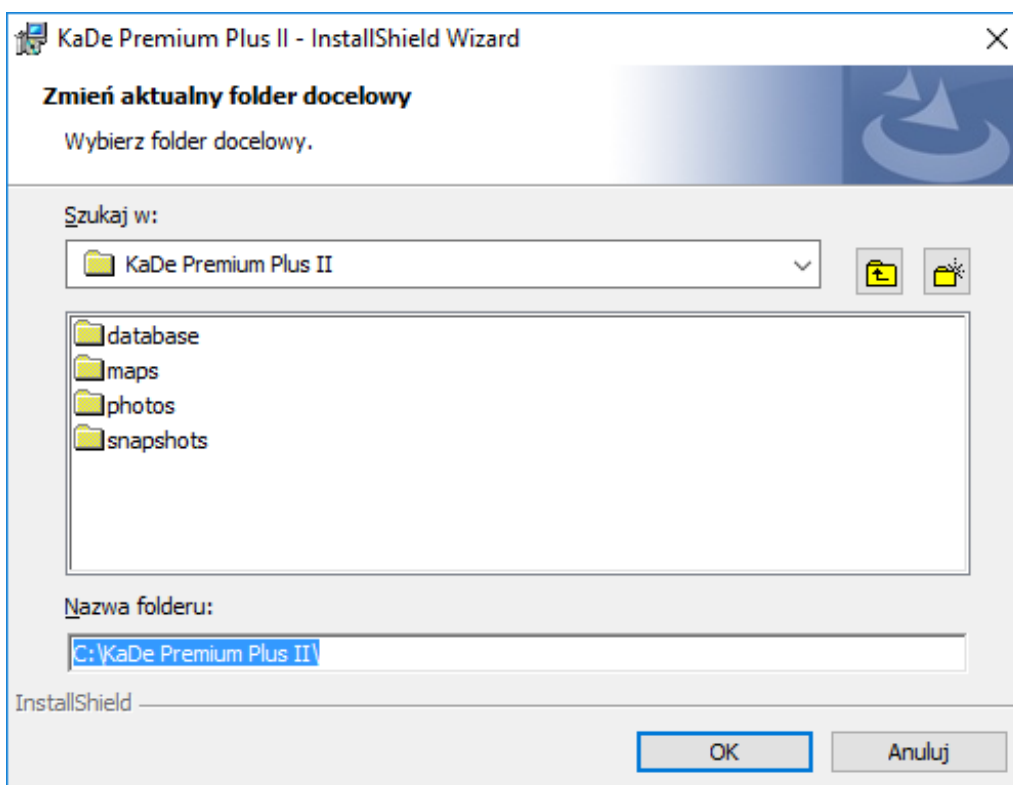 KaDe Premium Plus II - InstallShield Wizard
Zmień aktualny folder docelowy
Wybierz folder docelowy.
Szukaj w:
KaDe Premium Plus II
database
maps
photos
snapshots
Nazwa folderu:
C:\KaDe Premium Plus II\
InstallShield
OK
Anuluj